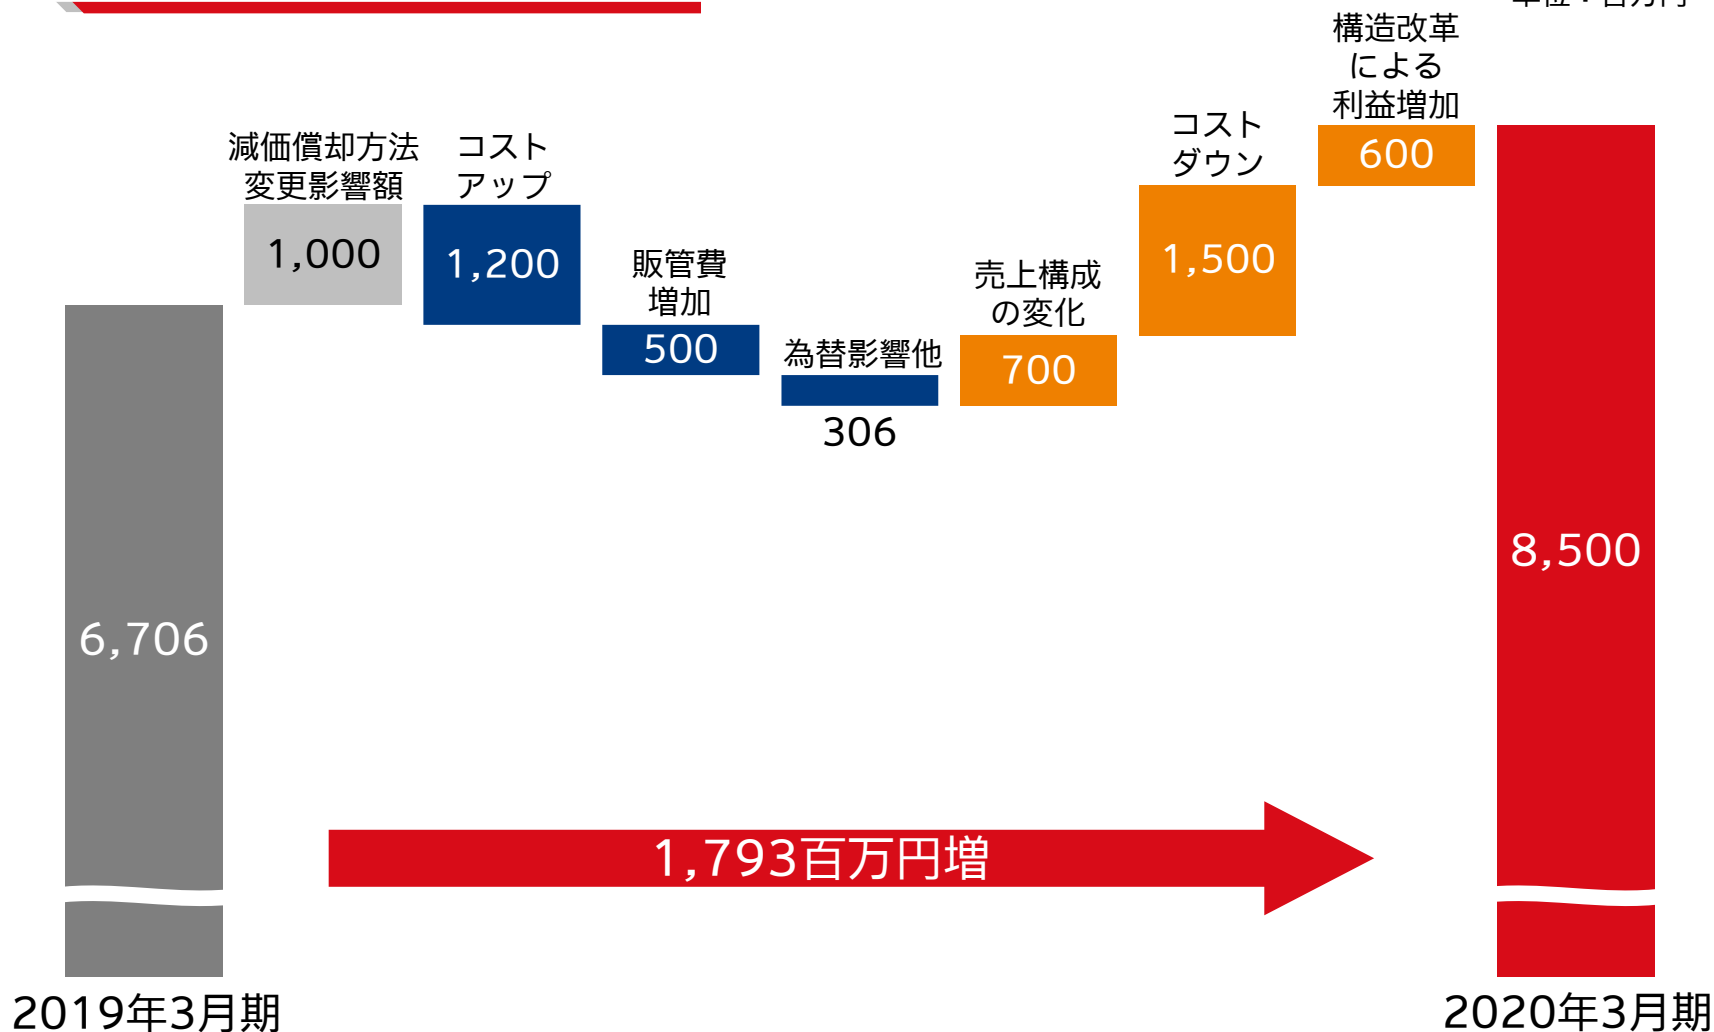 構造改革
による
利益増加
600
コスト
ダウン
1,500
減価償却方法
変更影響額
1,000
コスト
アップ
1,200
販管費
増加
500
為替影響他
306
売上構成
の変化
700
6,706
8,500
1,793百万円増
2019年3月期
2020年3月期